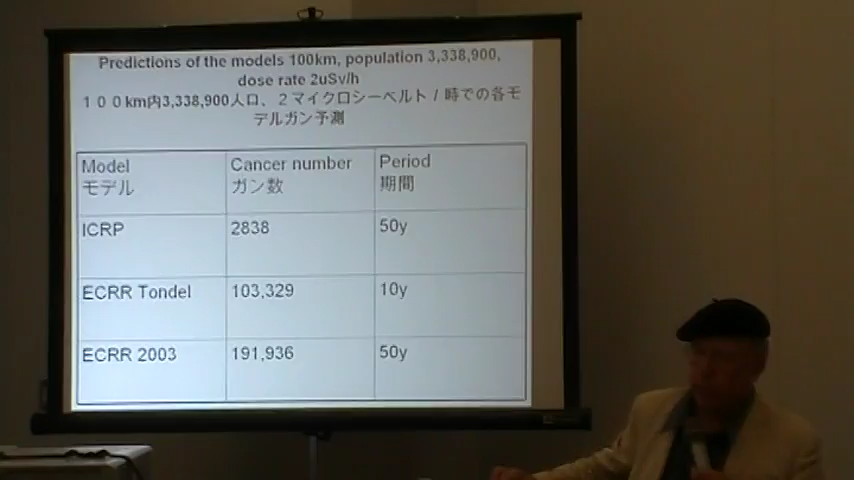 Predictions of the models 100km, population 3,338,900,
dose rate 2uSv/h
１００km内3,338,900人口、２マイクロシーベルト / 時での各モ
デルガン予測
Model Cancer number Period
モデル ガン数 期間
ICRP 2838 50y
ECRR Tondel 103,329 10y
ECRR 2003 191,936 50y